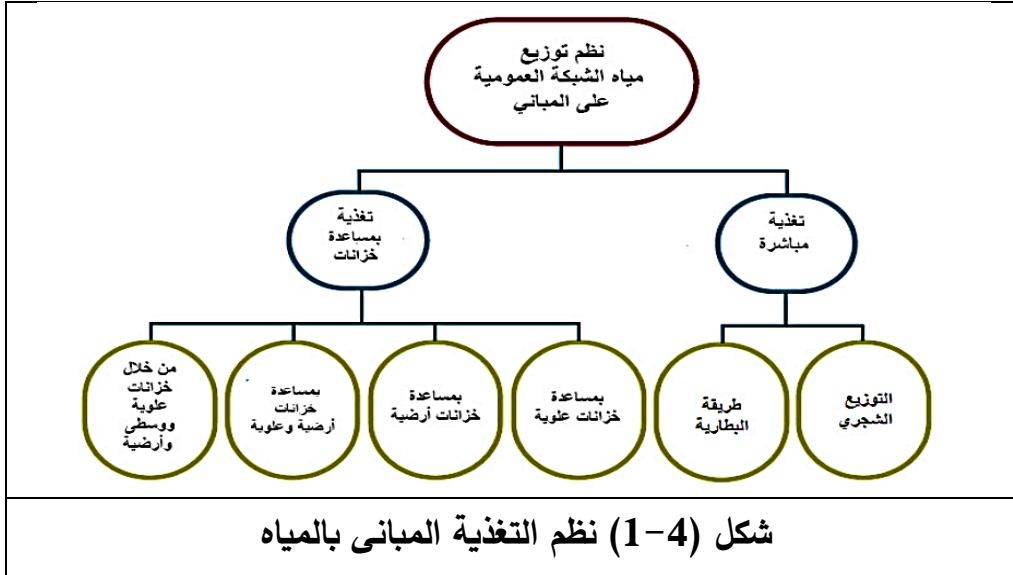 نظم توزيع
مياه الشبكة العمومية
على المباني
تغذية
مباشرة
تغذية
بمساعدة
خزانات
التوزيع
الشجري
طريقة
البطارية
بمساعدة
خزانات علوية
بمساعدة
خزانات أرضية
بمساعدة
خزانات
أرضية وعلوية
من خلال
خزانات
علوية
ووسطى
وأرضية
شكل (4-1) نظم التغذية المبانى بالمياه